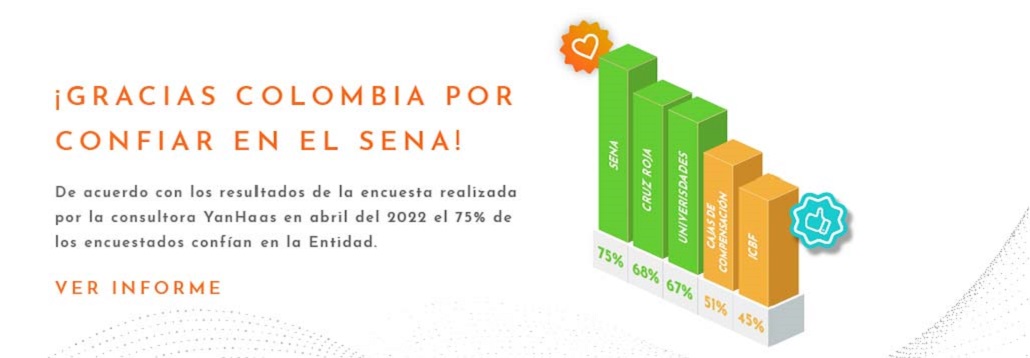 ¡GRACIAS COLOMBIA POR
CONFIAR EN EL SENA!
De acuerdo con los resultados de la encuesta realizada
por la consultora YanHaas en abril del 2022 el 75% de
los encuestados confían en la Entidad.
VER INFORME
SENA
CRUZ ROJA
UNIVERISDADES
CAJAS DE
COMPENSACIÓN
ICBF
75%
68%
67%
51%
45%